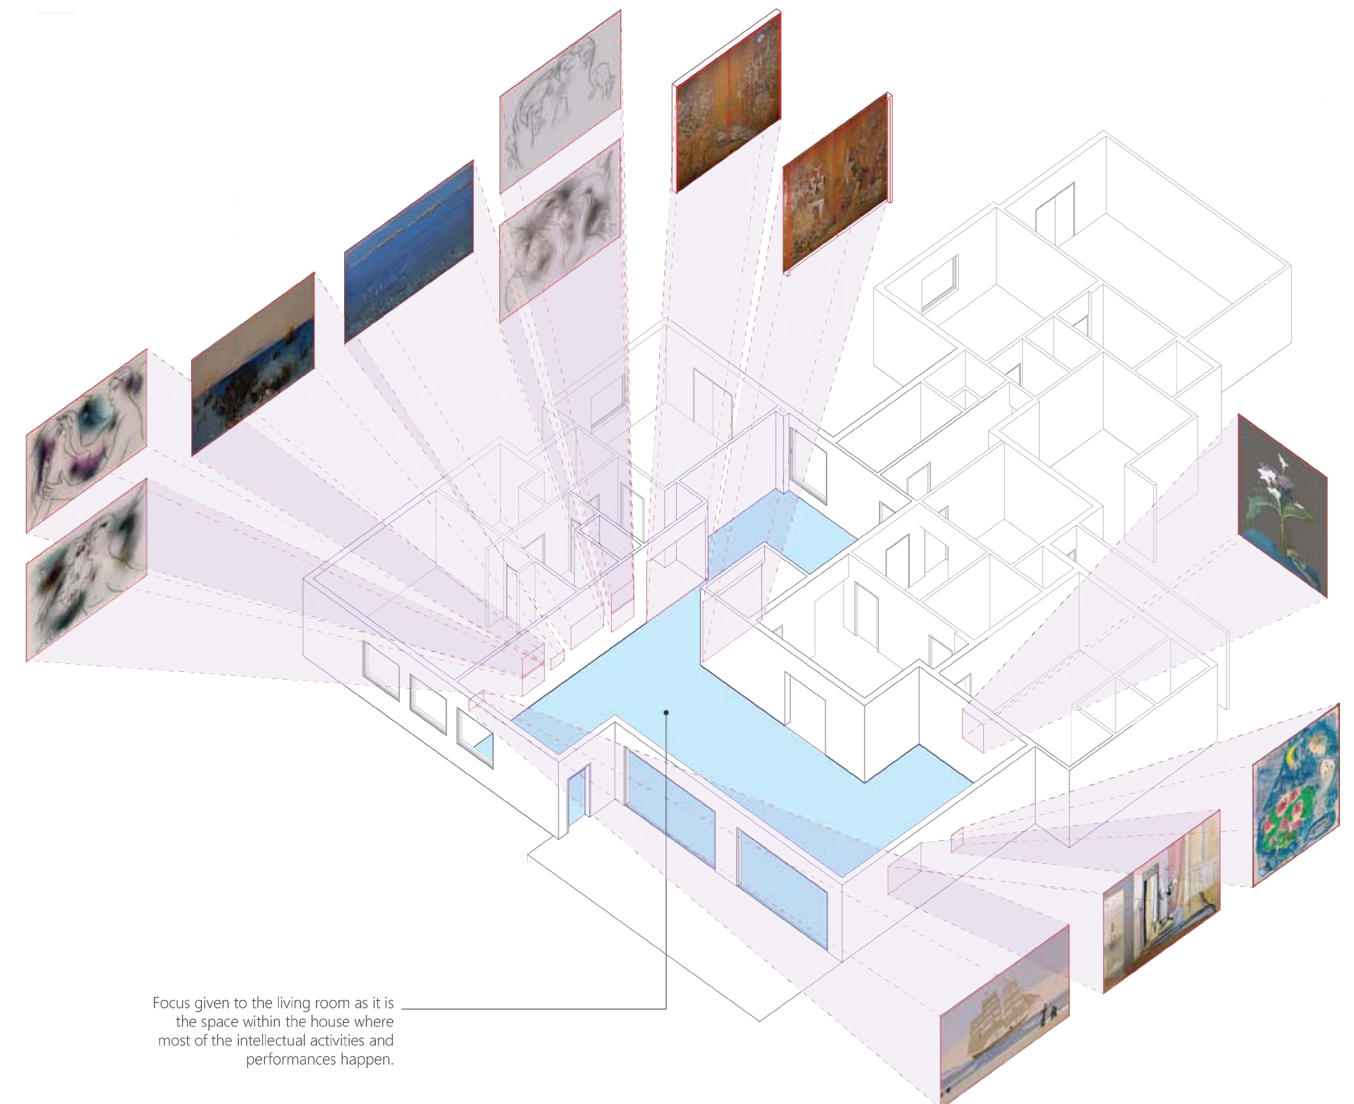 Focus given to the living room as it is
the space within the house where
most of the intellectual activities and
performances happen.